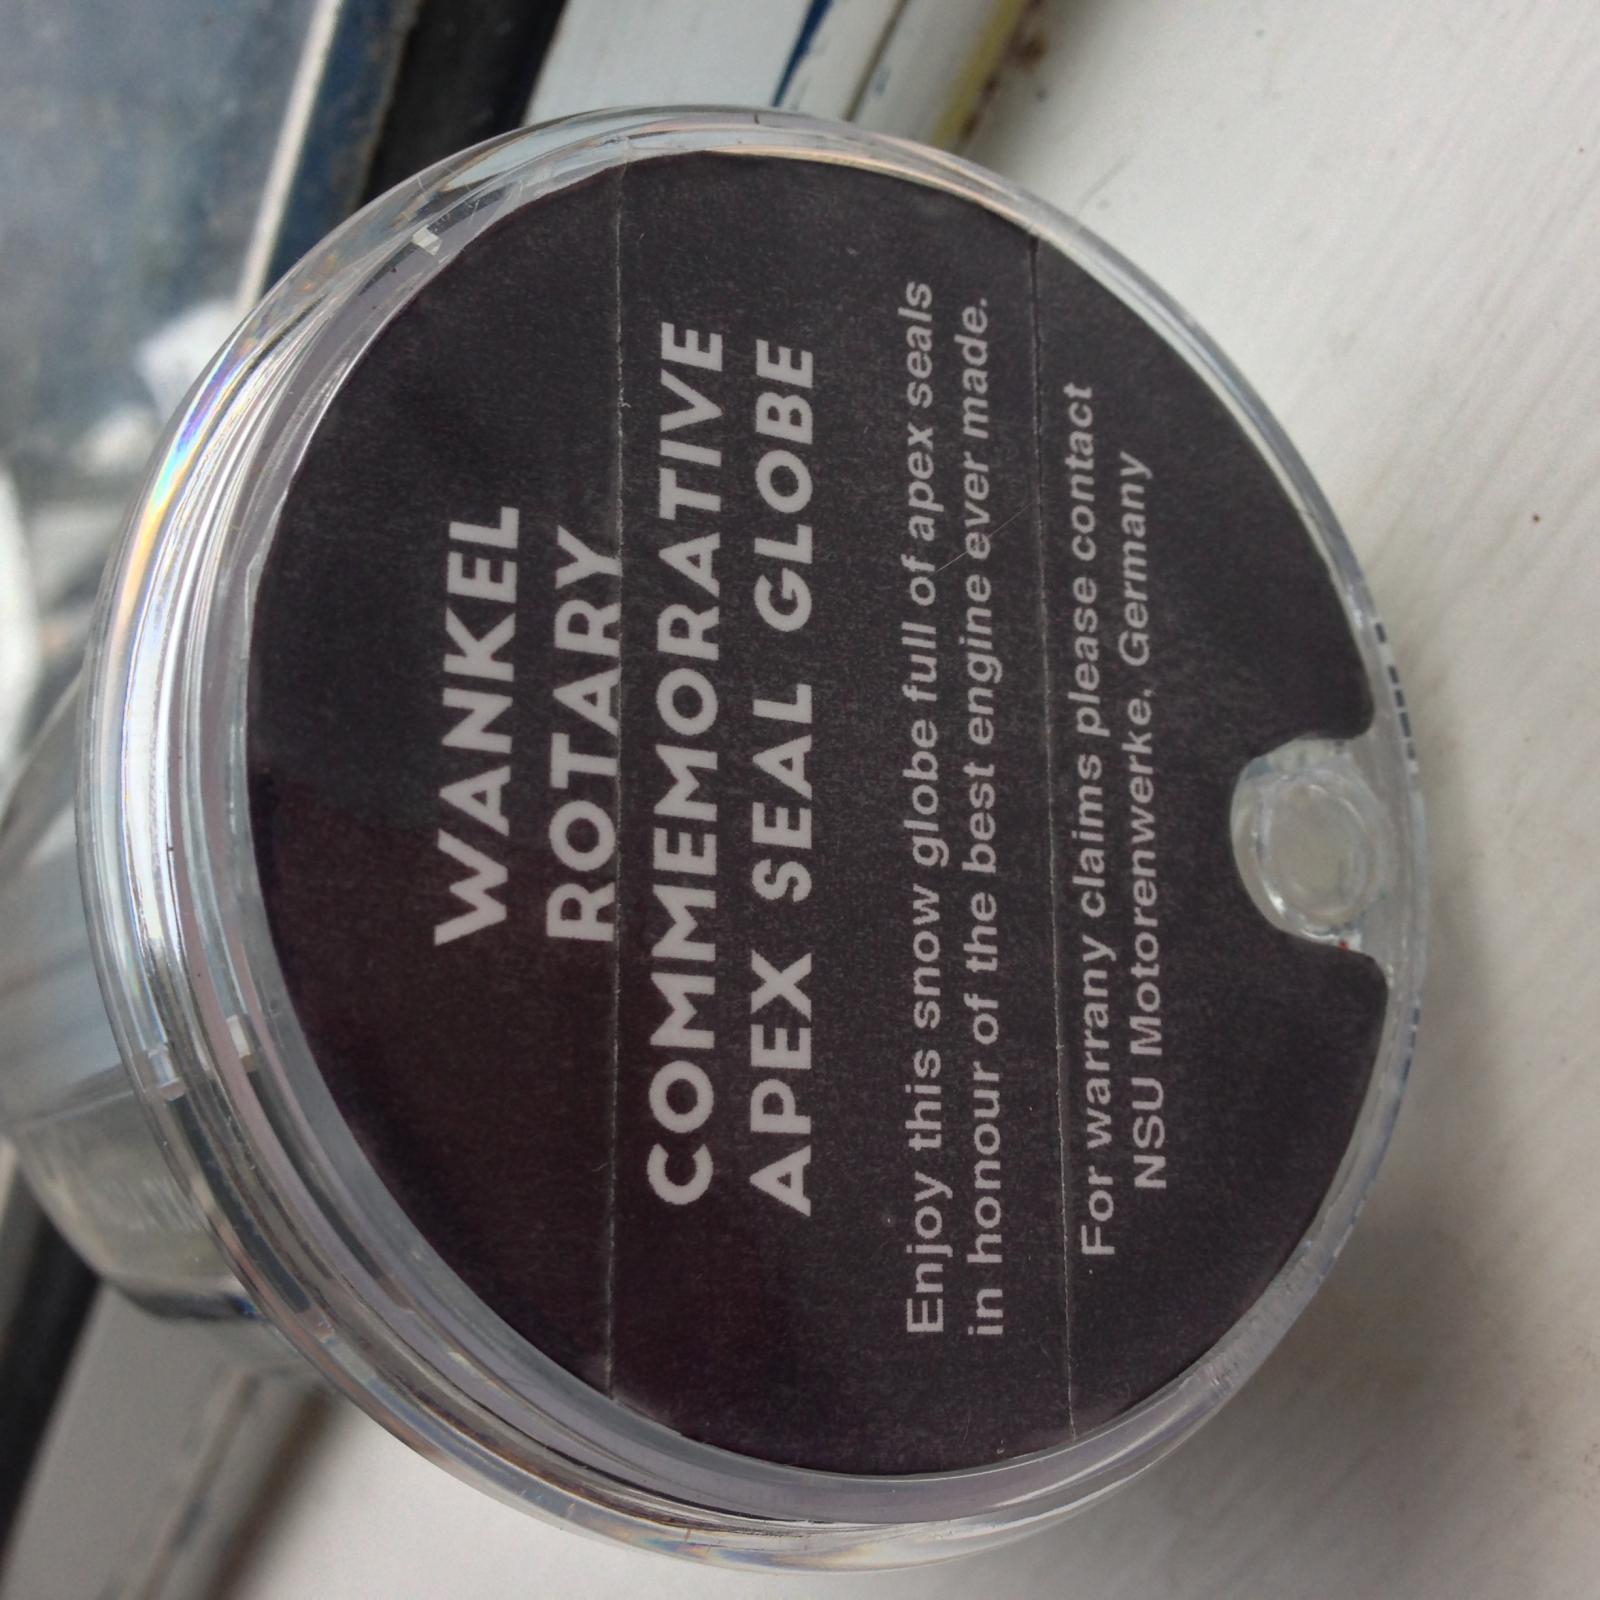 WANKEL
ROTARY
COMMEMORATIVE
APEX SEAL GLOBE
Enjoy this snow globe full of apex seals
in honour of the best engine ever made.
For warrrany claims please contact
NSU Motorenwerke, Germany